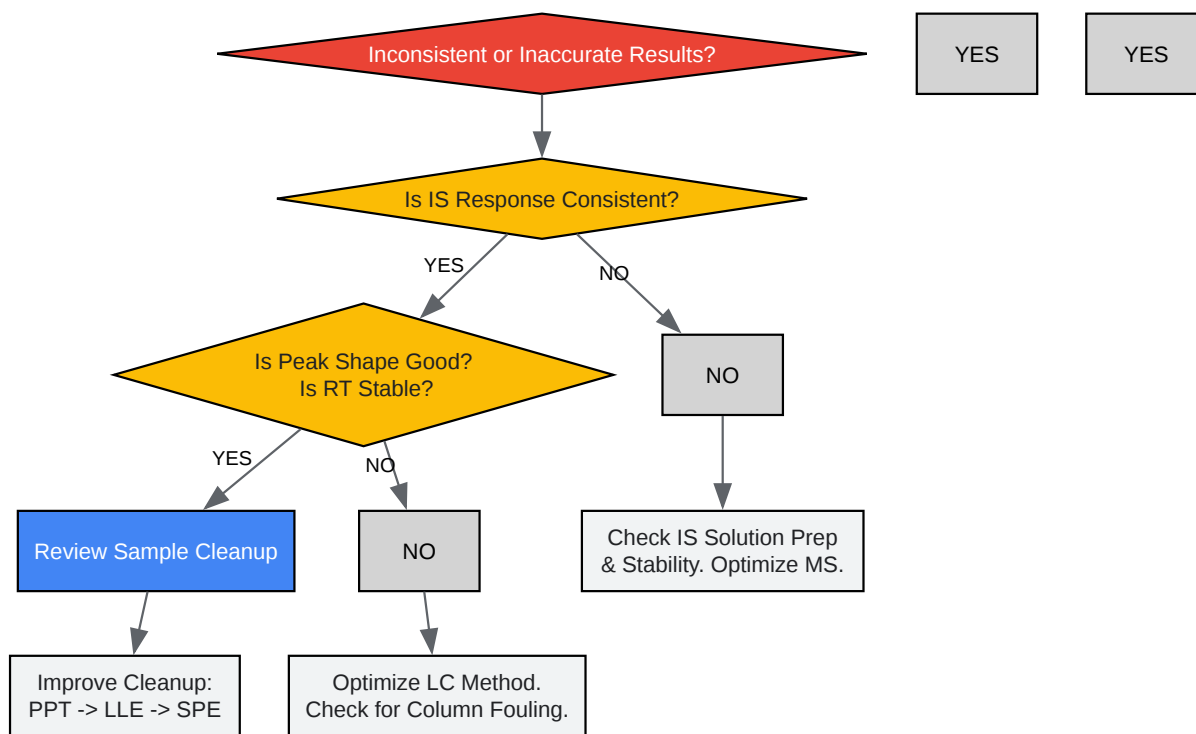 Inconsistent or Inaccurate Results?
YES
YES
Is IS Response Consistent?
YES
NO
Is Peak Shape Good?
Is RT Stable?
NO
YES
NO
Review Sample Cleanup
NO
Check IS Solution Prep
& Stability. Optimize MS.
Improve Cleanup:
PPT -> LLE -> SPE
Optimize LC Method.
Check for Column Fouling.